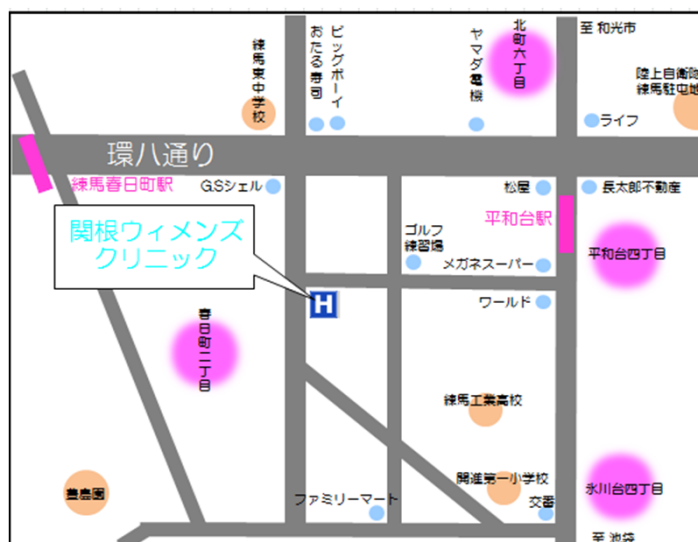 至 和光市
北町六丁目
ヤマダ電機
ビッグボーイ
おたる寿司
練馬東中学校
陸上自衛隊
練馬駐屯地
ライフ
環八通り
練馬春日町駅
G.Sシェル
松屋
長太郎不動産
平和台駅
関根ウィメンズ
クリニック
ゴルフ
練習場
メガネスーパー
平和台四丁目
H
ワールド
春日町二丁目
練馬工業高校
開進第一小学校
氷川台四丁目
豊島園
ファミリーマート
交番
至 池袋